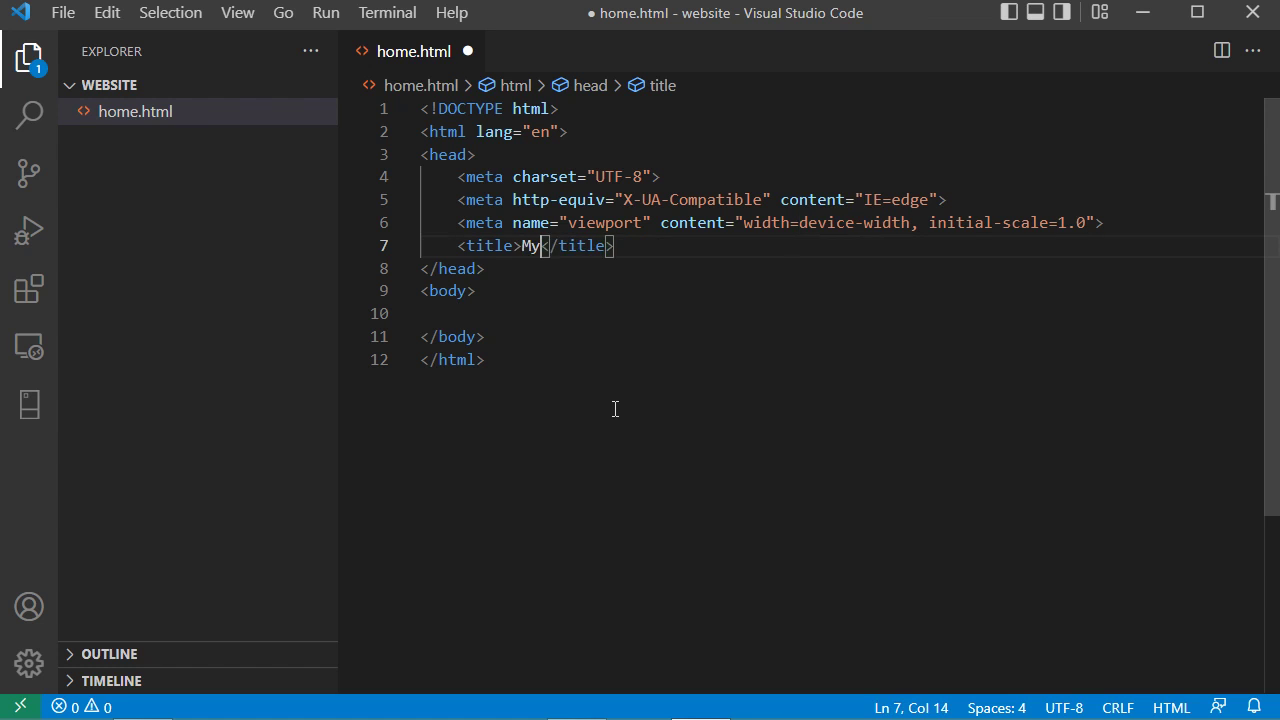 File Edit Selection View Go Run Terminal Help ● home.html - website - Visual Studio Code
EXPLORER ···
WEBSITE
home.html
OUTLINE
TIMELINE
1
home.html ●
home.html > html > head > title
1 <!DOCTYPE html>
2 <html lang="en">
3 <head>
4 <meta charset="UTF-8">
5 <meta http-equiv="X-UA-Compatible" content="IE=edge">
6 <meta name="viewport" content="width=device-width, initial-scale=1.0">
7 <title>My</title>
8 </head>
9 <body>
10
11 </body>
12 </html>
0 0 Ln 7, Col 14 Spaces: 4 UTF-8 CRLF HTML